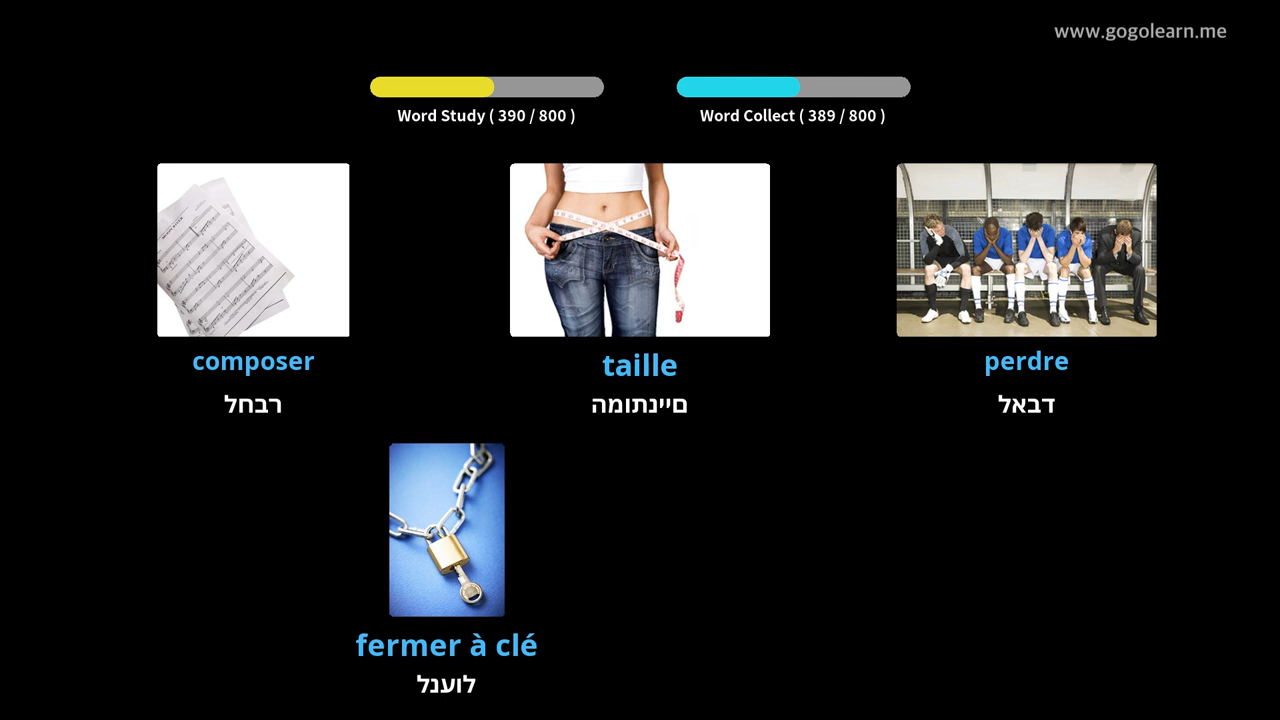 www.gogolearn.me
Word Study ( 390 / 800 )
Word Collect ( 389 / 800 )
composer
taille
perdre
רבחל
םיינתומה
דבאל
fermer à clé
לוענל